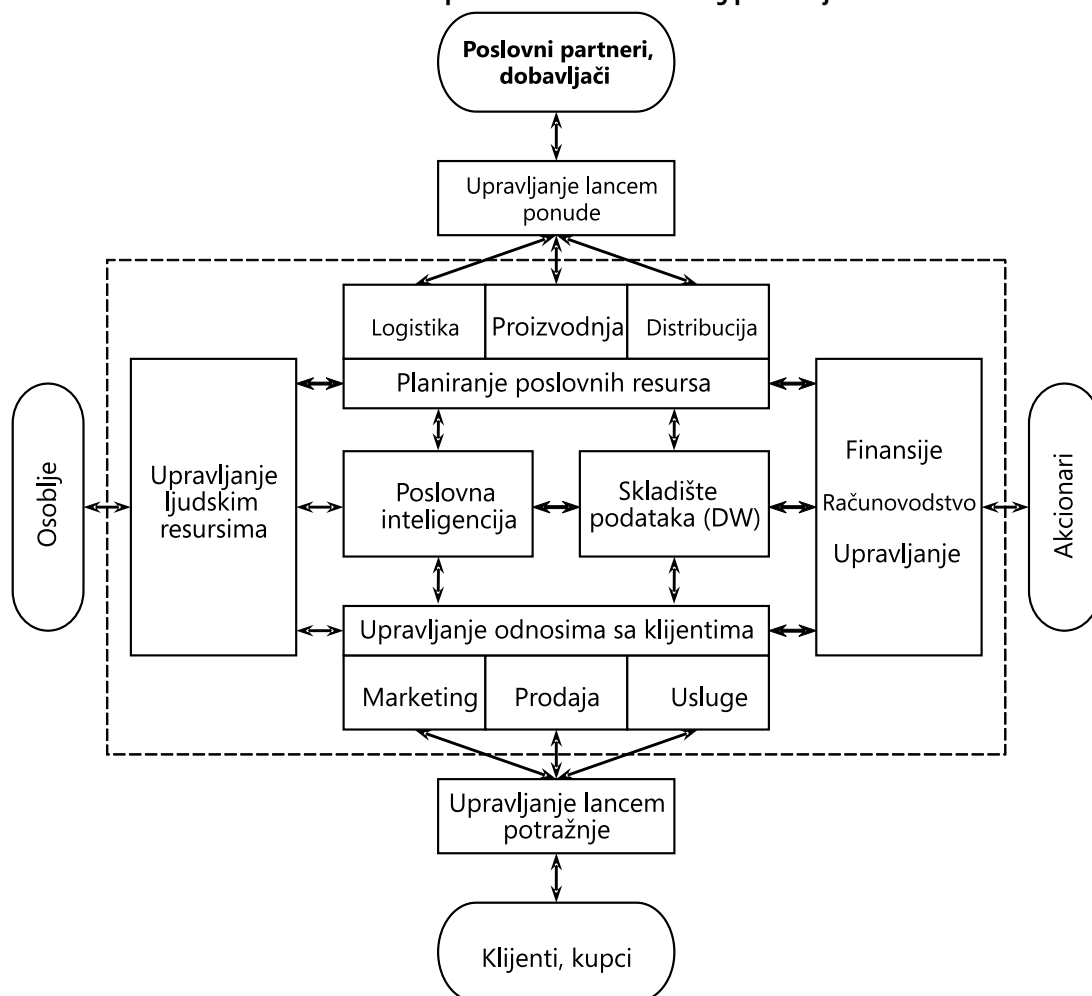 Poslovni partneri,
dobavljači
Upravljanje lancem
ponude
Logistika
Proizvodnja
Distribucija
Planiranje poslovnih resursa
Osoblje
Upravljanje
ljudskim
resursima
Poslovna
inteligencija
Skladište
podataka (DW)
Finansije
Računovodstvo
Upravljanje
Akcionari
Upravljanje odnosima sa klijentima
Marketing
Prodaja
Usluge
Upravljanje lancem
potražnje
Klijenti, kupci